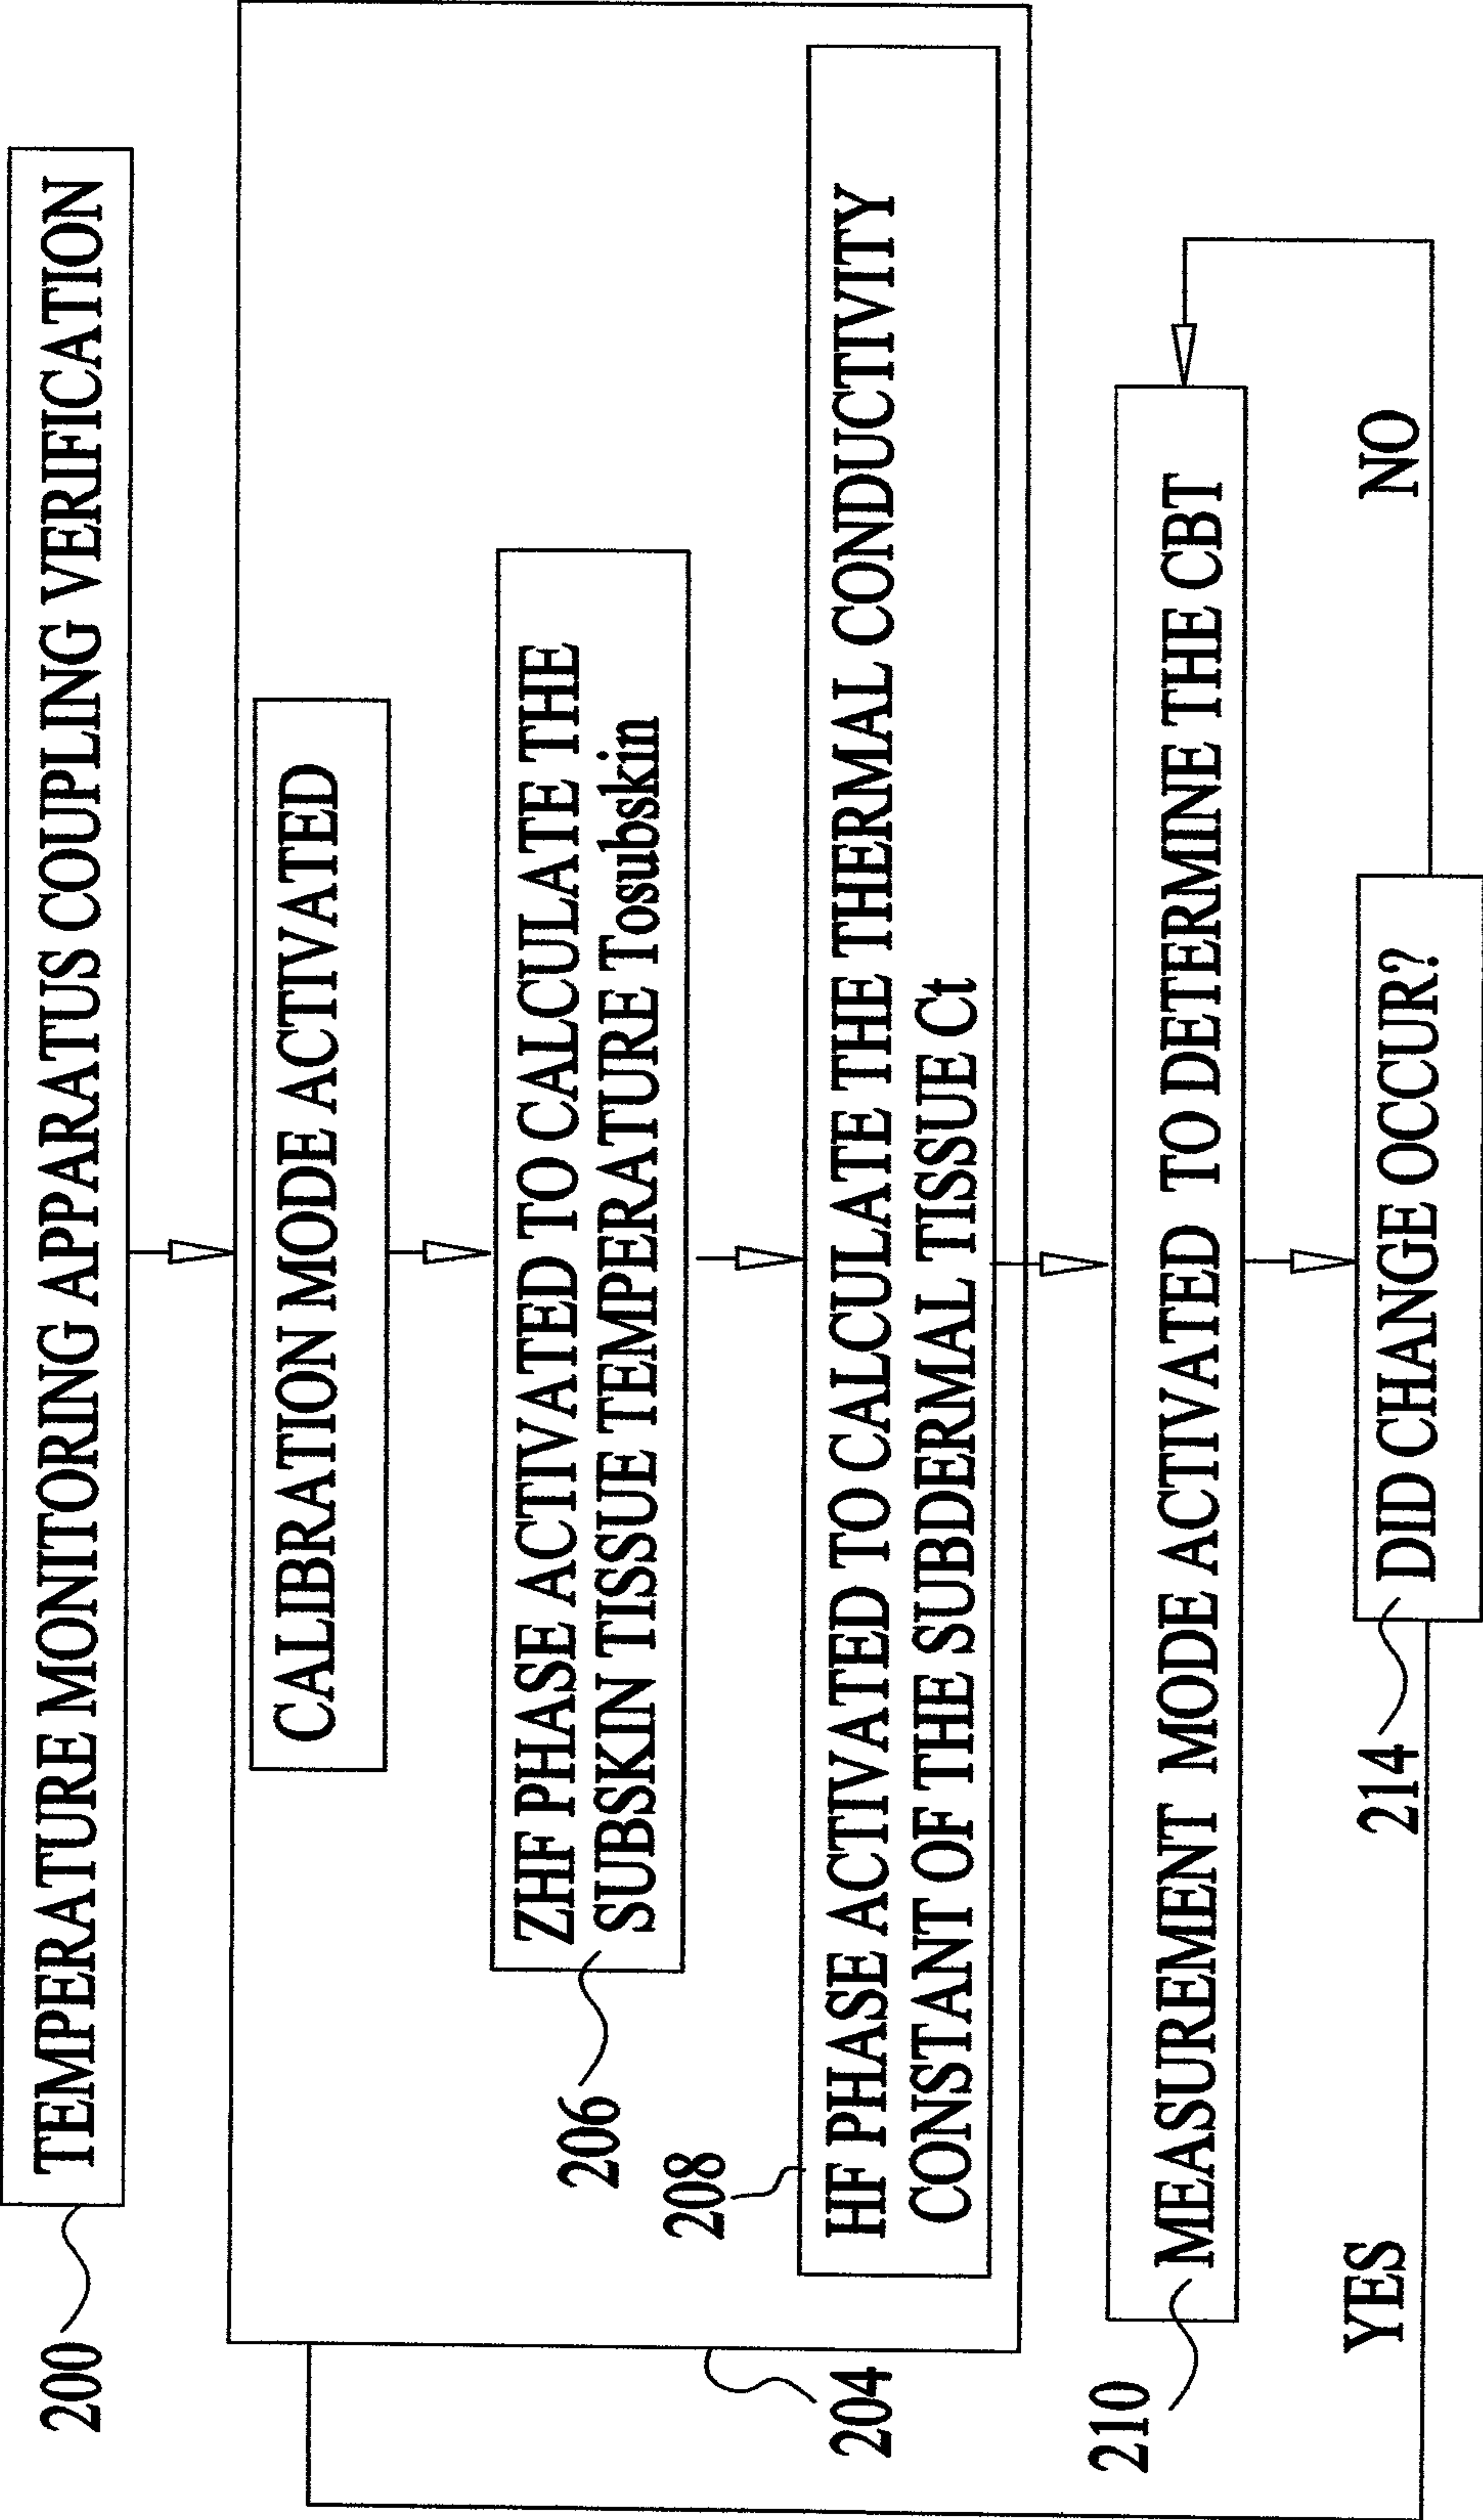 TEMPERATURE MONITORING APPARATUS COUPLING VERIFICATION
200
CALIBRATION MODE ACTIVATED
ZHF PHASE ACTIVATED TO CALCULATE THE
SUBSKIN TISSUE TEMPERATURE Tosubskin
206
208
HF PHASE ACTIVATED TO CALCULATE THE THERMAL CONDUCTIVITY
CONSTANT OF THE SUBDERMAL TISSUE Ct
204
MEASUREMENT MODE ACTIVATED TO DETERMINE THE CBT
210
DID CHANGE OCCUR?
214
YES
NO